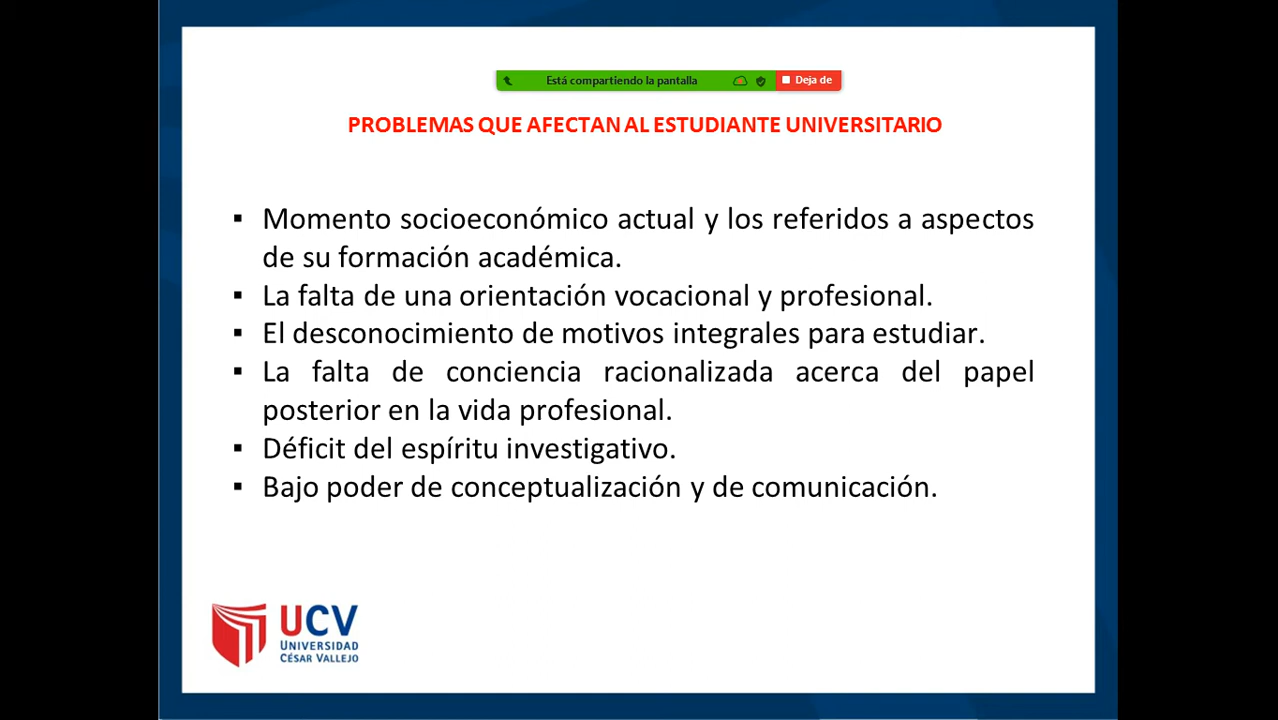 Está compartiendo la pantalla
Deja de
PROBLEMAS QUE AFECTAN AL ESTUDIANTE UNIVERSITARIO
▪ Momento socioeconómico actual y los referidos a aspectos
de su formación académica.
▪ La falta de una orientación vocacional y profesional.
▪ El desconocimiento de motivos integrales para estudiar.
▪ La falta de conciencia racionalizada acerca del papel
posterior en la vida profesional.
▪ Déficit del espíritu investigativo.
▪ Bajo poder de conceptualización y de comunicación.
UCV
UNIVERSIDAD
CÉSAR VALLEJO